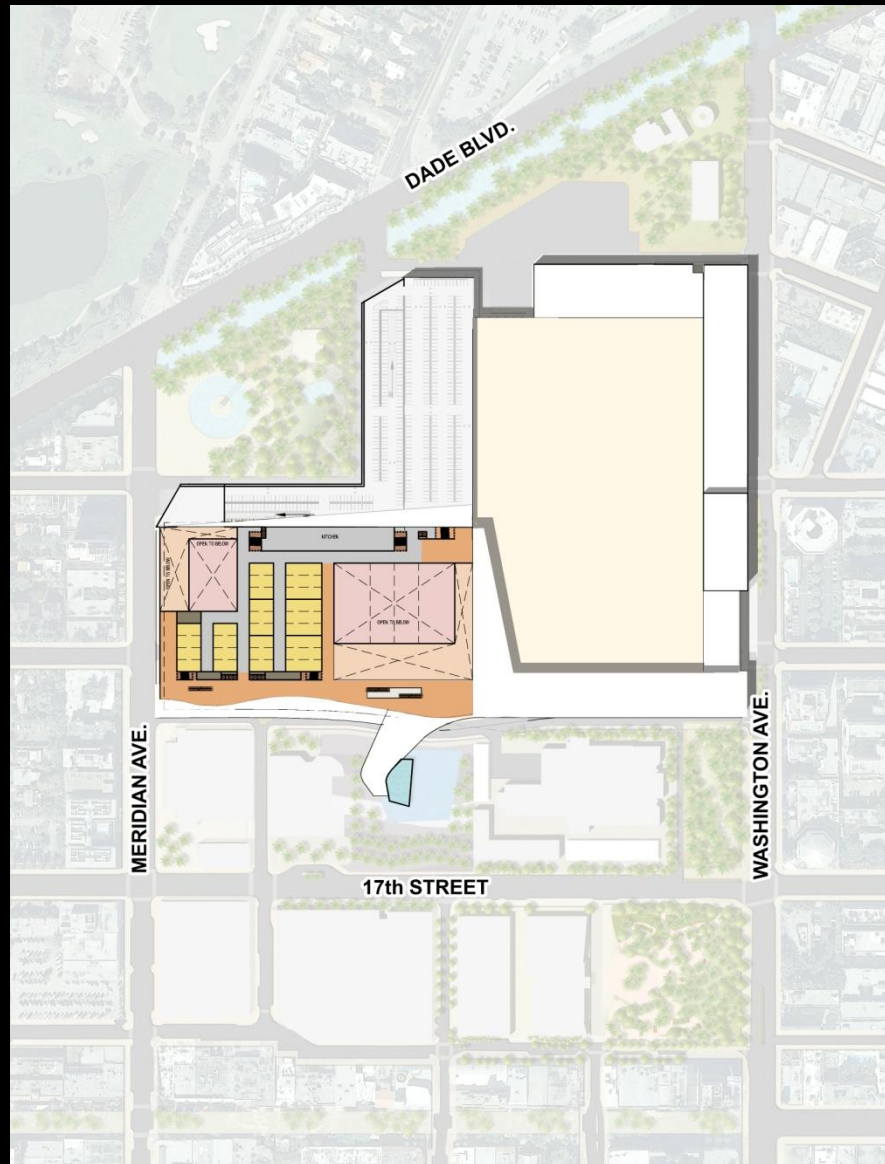 DADE BLVD.
KITCHEN
OPEN TO BELOW
OPEN TO BELOW
MERIDIAN AVE.
WASHINGTON AVE.
17th STREET